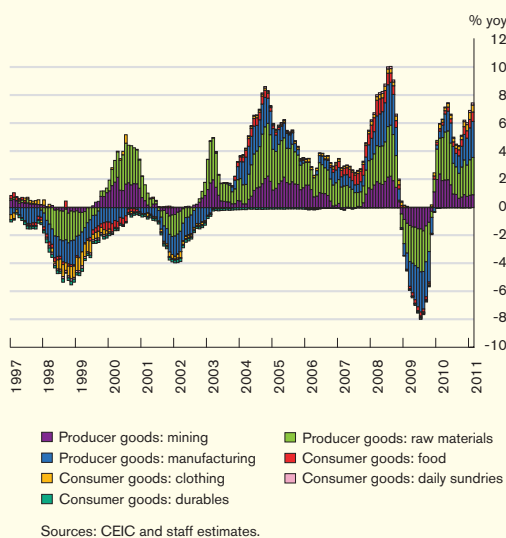 % yoy
12
10
8
6
4
2
0
-2
-4
-6
-8
-10
1997 1998 1999 2000 2001 2002 2003 2004 2005 2006 2007 2008 2009 2010 2011
Producer goods: mining Producer goods: raw materials
Producer goods: manufacturing Consumer goods: food
Consumer goods: clothing Consumer goods: daily sundries
Consumer goods: durables
Sources: CEIC and staff estimates.